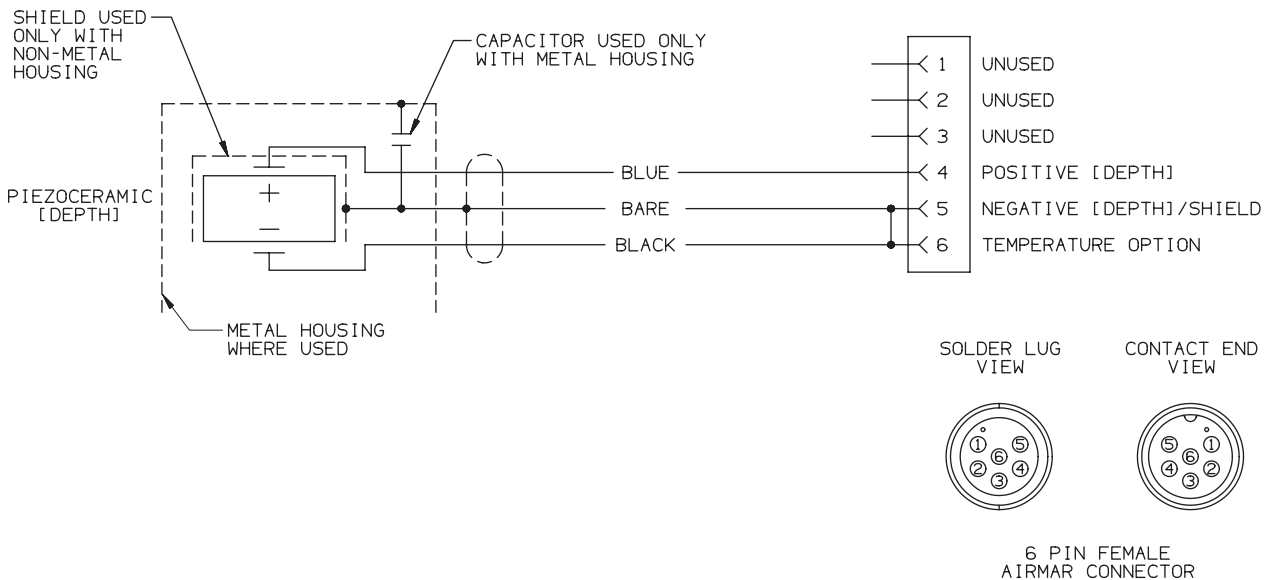 SHIELD USED
ONLY WITH
NON-METAL
HOUSING
CAPACITOR USED ONLY
WITH METAL HOUSING
PIEZOCERAMIC
[DEPTH]
+
−
METAL HOUSING
WHERE USED
BLUE
BARE
BLACK
1 UNUSED
2 UNUSED
3 UNUSED
4 POSITIVE [DEPTH]
5 NEGATIVE [DEPTH]/SHIELD
6 TEMPERATURE OPTION
SOLDER LUG
VIEW
1 5
6
2 4
3
CONTACT END
VIEW
5 1
6
4 2
3
6 PIN FEMALE
AIRMAR CONNECTOR